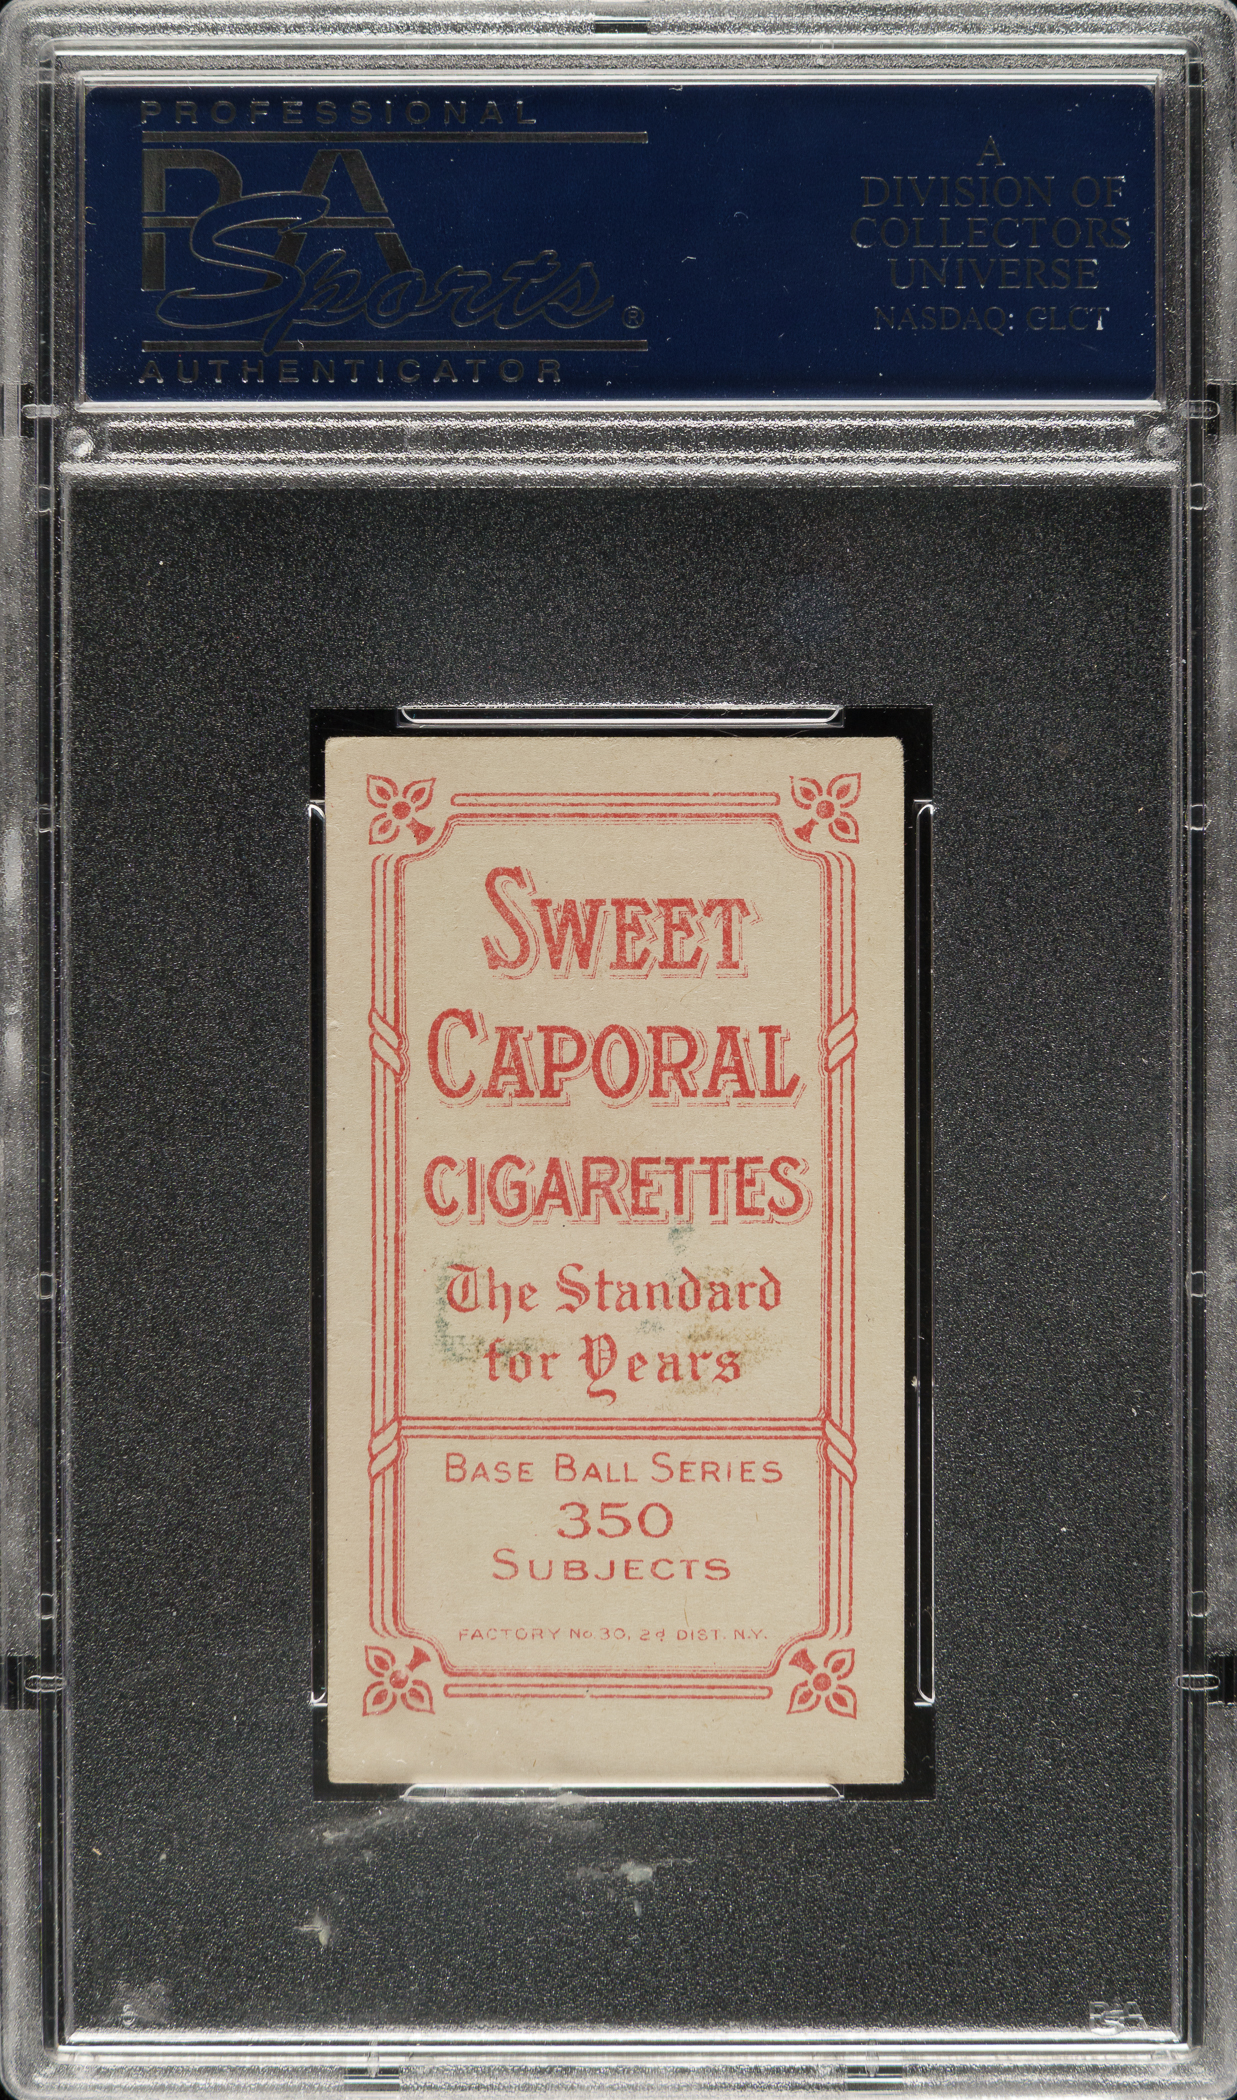 PROFESSIONAL
PSA
Sports®
AUTHENTICATOR
A
DIVISION OF
COLLECTORS
UNIVERSE
NASDAQ: CLCT
SWEET
CAPORAL
CIGARETTES
The Standard
for Years
BASE BALL SERIES
350
SUBJECTS
FACTORY No. 30, 2d DIST. N.Y.
PSA